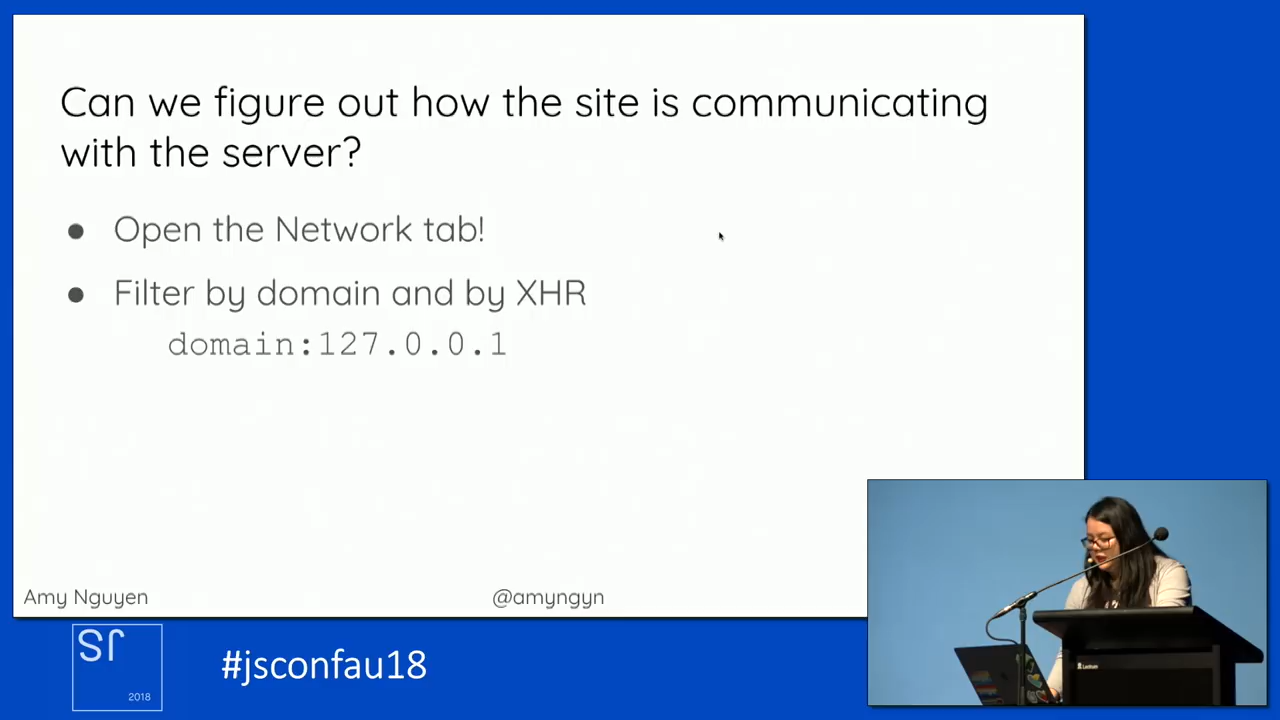 Can we figure out how the site is communicating
with the server?
● Open the Network tab!
● Filter by domain and by XHR
domain:127.0.0.1
Amy Nguyen
@amyngyn
2018
#jsconfau18